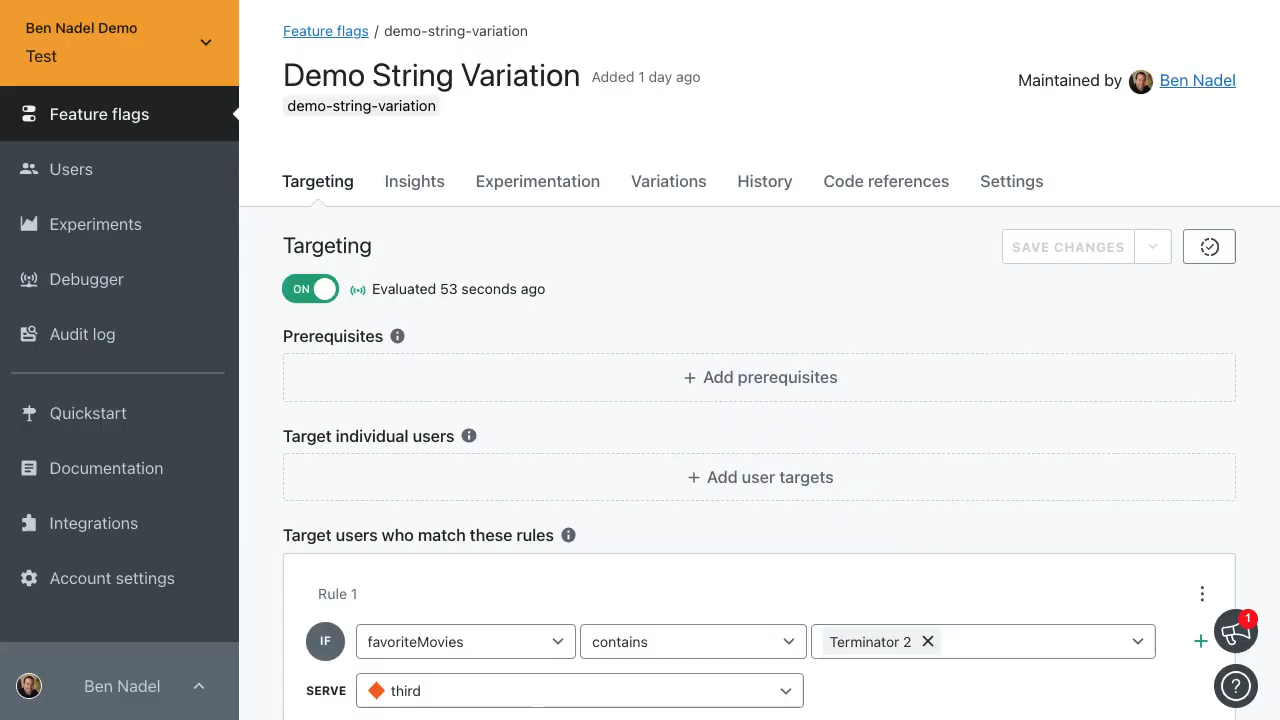 Ben Nadel Demo
Test
Feature flags
Users
Experiments
Debugger
Audit log
Quickstart
Documentation
Integrations
Account settings
Ben Nadel
Feature flags / demo-string-variation
Demo String Variation Added 1 day ago
demo-string-variation
Maintained by Ben Nadel
Targeting Insights Experimentation Variations History Code references Settings
Targeting
SAVE CHANGES
ON Evaluated 53 seconds ago
Prerequisites
+ Add prerequisites
Target individual users
+ Add user targets
Target users who match these rules
Rule 1
IF favoriteMovies contains Terminator 2
SERVE third
1
?